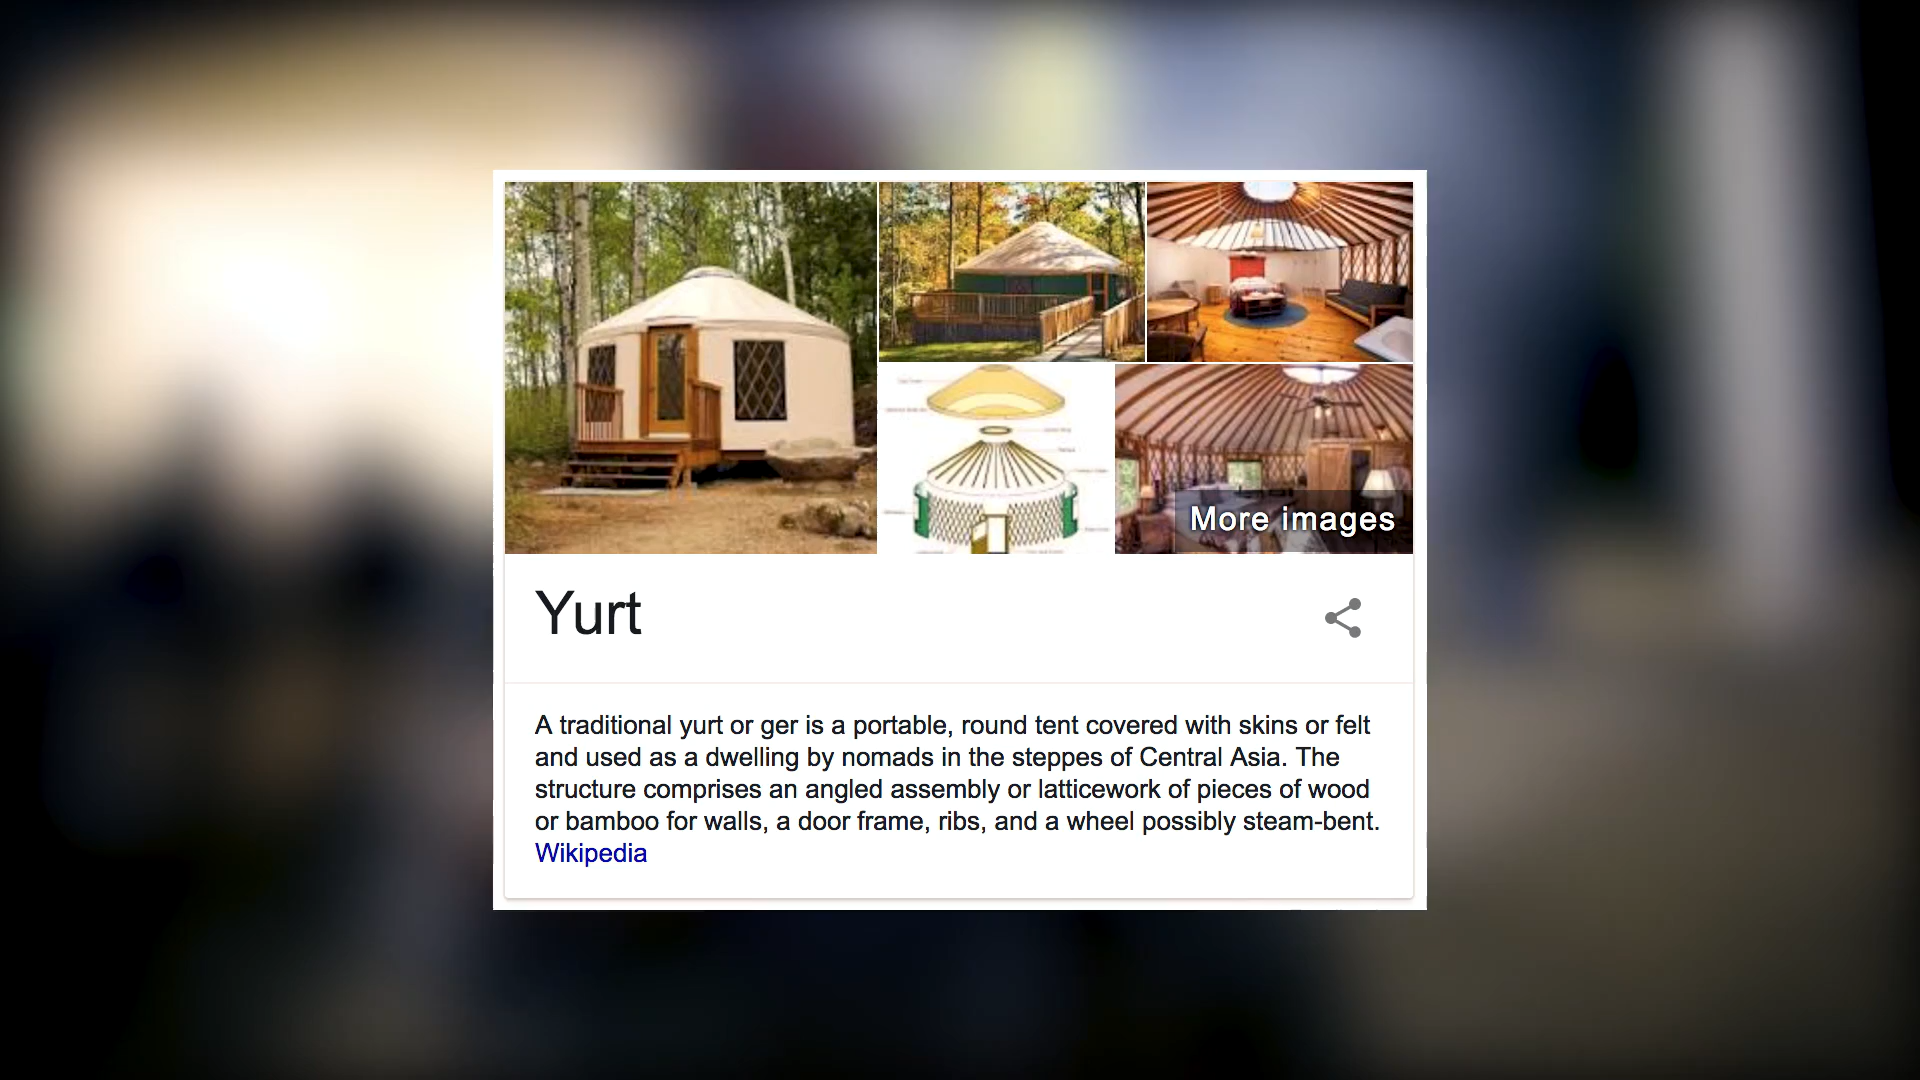 More images
Yurt
A traditional yurt or ger is a portable, round tent covered with skins or felt
and used as a dwelling by nomads in the steppes of Central Asia. The
structure comprises an angled assembly or latticework of pieces of wood
or bamboo for walls, a door frame, ribs, and a wheel possibly steam-bent.
Wikipedia